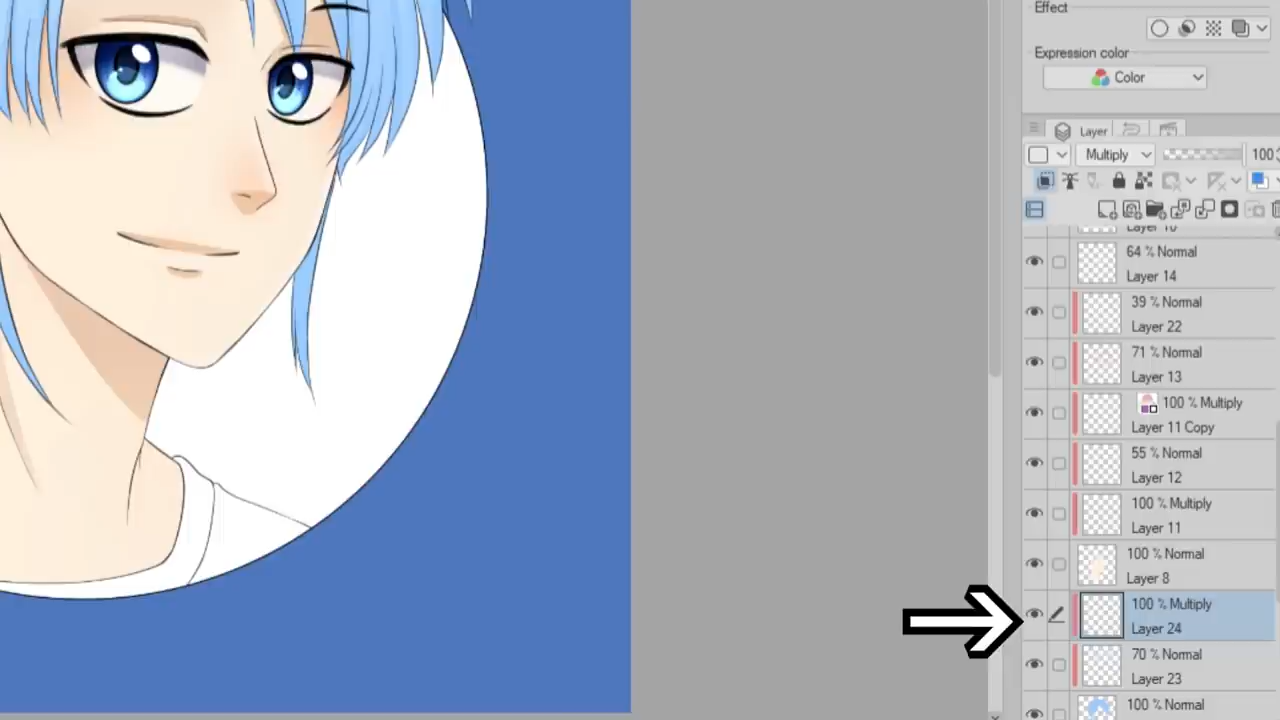 Effect
Expression color
Color
Layer
Multiply
100
Layer 10
64 % Normal
Layer 14
39 % Normal
Layer 22
71 % Normal
Layer 13
100 % Multiply
Layer 11 Copy
55 % Normal
Layer 12
100 % Multiply
Layer 11
100 % Normal
Layer 8
100 % Multiply
Layer 24
70 % Normal
Layer 23
100 % Normal